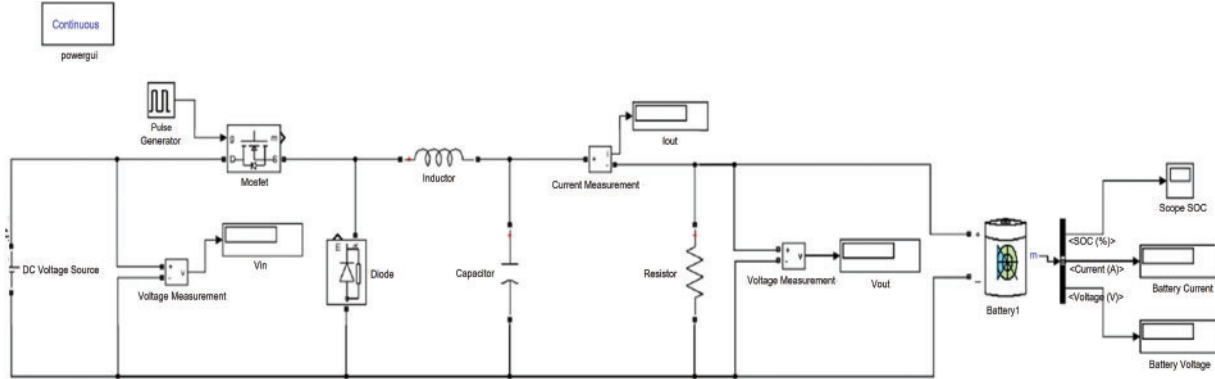 Continuous
powergui
Pulse
Generator
g
m
D
S
Mosfet
DC Voltage Source
+
-
v
Voltage Measurement
Vin
Diode
Inductor
Capacitor
+
-
i
Current Measurement
Iout
Resistor
+
-
v
Voltage Measurement
Vout
+
−
m
Battery1
<SOC (%)>
<Current (A)>
<Voltage (V)>
Scope SOC
Battery Current
Battery Voltage